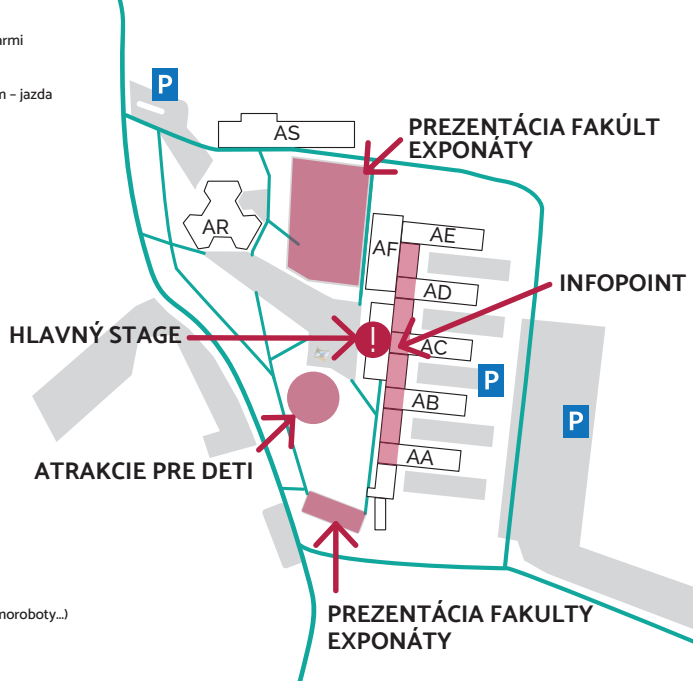 armi
P
m – jazda
AS
PREZENTÁCIA FAKÚLT
EXPONÁTY
AR
AF
AE
INFOPOINT
AD
HLAVNÝ STAGE
!
AC
P
AB
P
AA
ATRAKCIE PRE DETI
PREZENTÁCIA FAKULTY
EXPONÁTY
moroboty...)